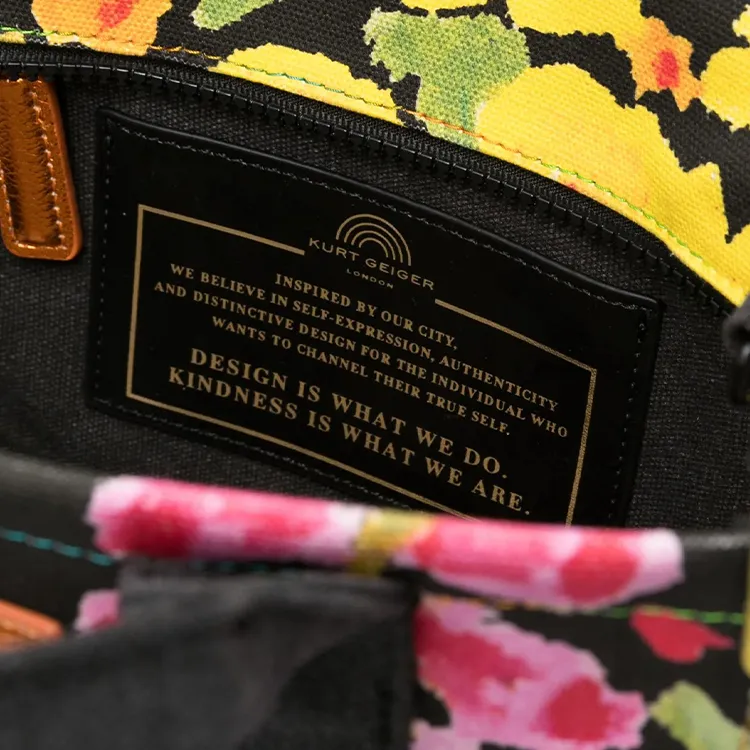 KURT GEIGER
LONDON
INSPIRED BY OUR CITY,
WE BELIEVE IN SELF-EXPRESSION, AUTHENTICITY
AND DISTINCTIVE DESIGN FOR THE INDIVIDUAL WHO
WANTS TO CHANNEL THEIR TRUE SELF.
DESIGN IS WHAT WE DO.
KINDNESS IS WHAT WE ARE.